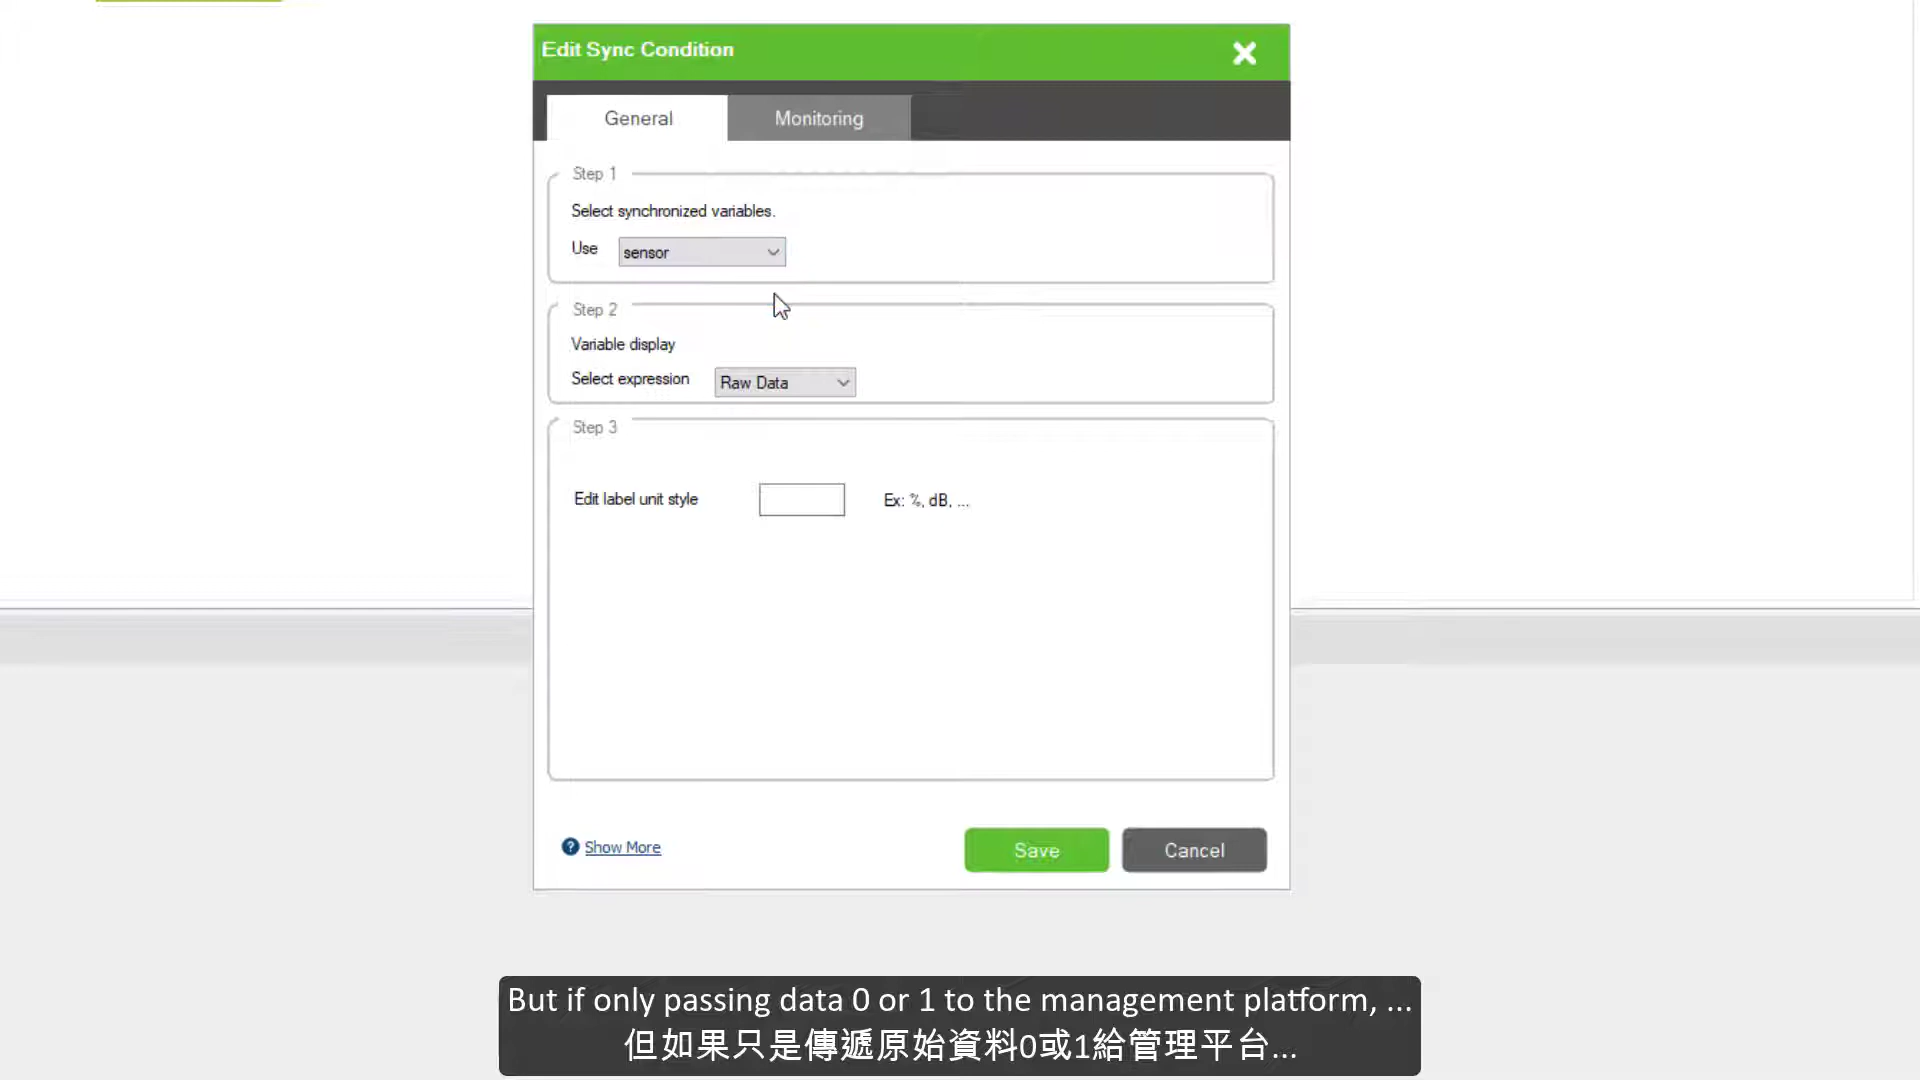 Edit Sync Condition
General
Monitoring
Step 1
Select synchronized variables.
Use
sensor
Step 2
Variable display
Select expression
Raw Data
Step 3
Edit label unit style
Ex: %, dB, ...
? Show More
Save
Cancel
But if only passing data 0 or 1 to the management platform, ...
但如果只是傳遞原始資料0或1給管理平台...